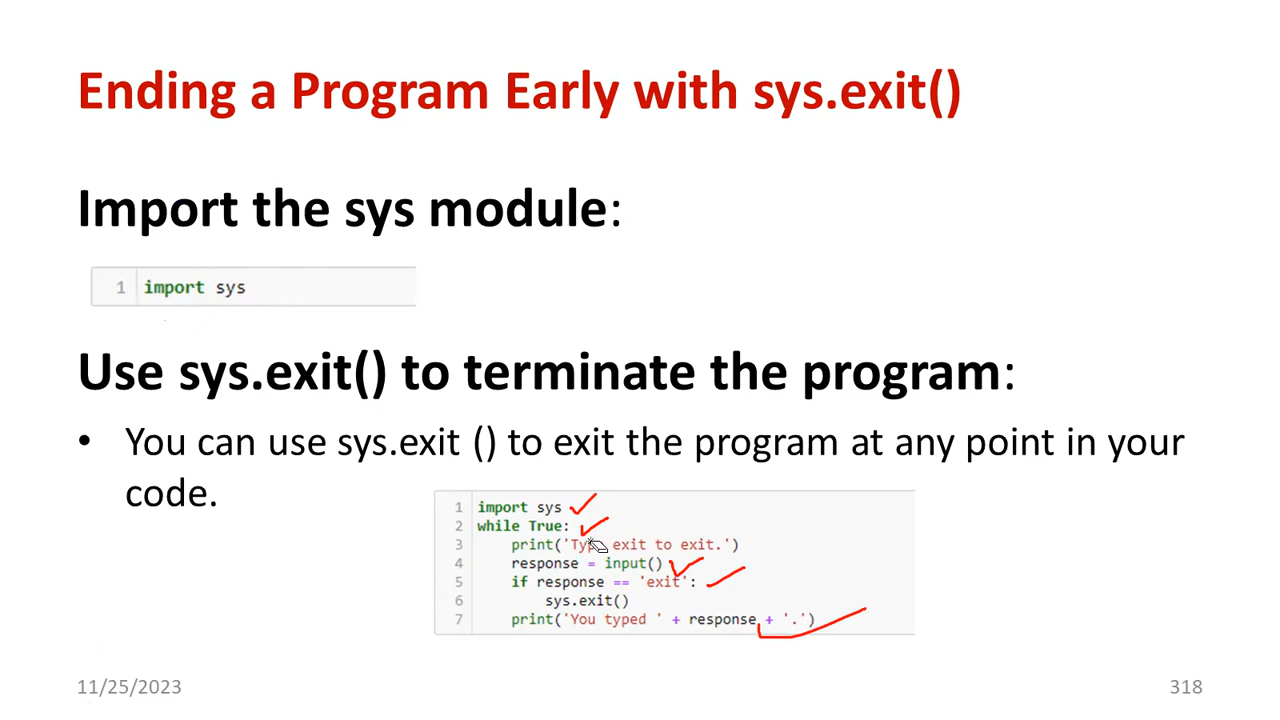 Ending a Program Early with sys.exit()
Import the sys module:
1 import sys
Use sys.exit() to terminate the program:
• You can use sys.exit () to exit the program at any point in your
code.
1 import sys
2 while True:
3 print('Type exit to exit.')
4 response = input()
5 if response == 'exit':
6 sys.exit()
7 print('You typed ' + response + '.')
11/25/2023
318